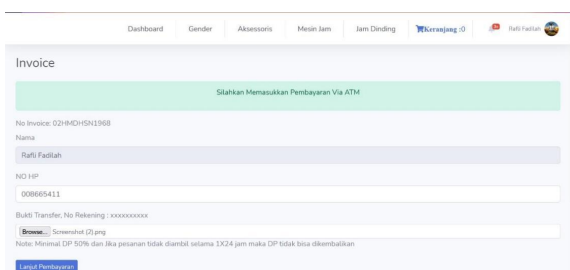 Dashboard Gender Aksessoris Mesin Jam Jam Dinding Keranjang :0 Rafli Fadilah
Invoice
Silahkan Memasukkan Pembayaran Via ATM
No Invoice: 02HMDHSN1968
Nama
Rafli Fadilah
NO HP
008665411
Bukti Transfer, No Rekening : xxxxxxxxxx
Browse... Screenshot (2).png
Note: Minimal DP 50% dan Jika pesanan tidak diambil selama 1X24 jam maka DP tidak bisa dikembalikan
Lanjut Pembayaran